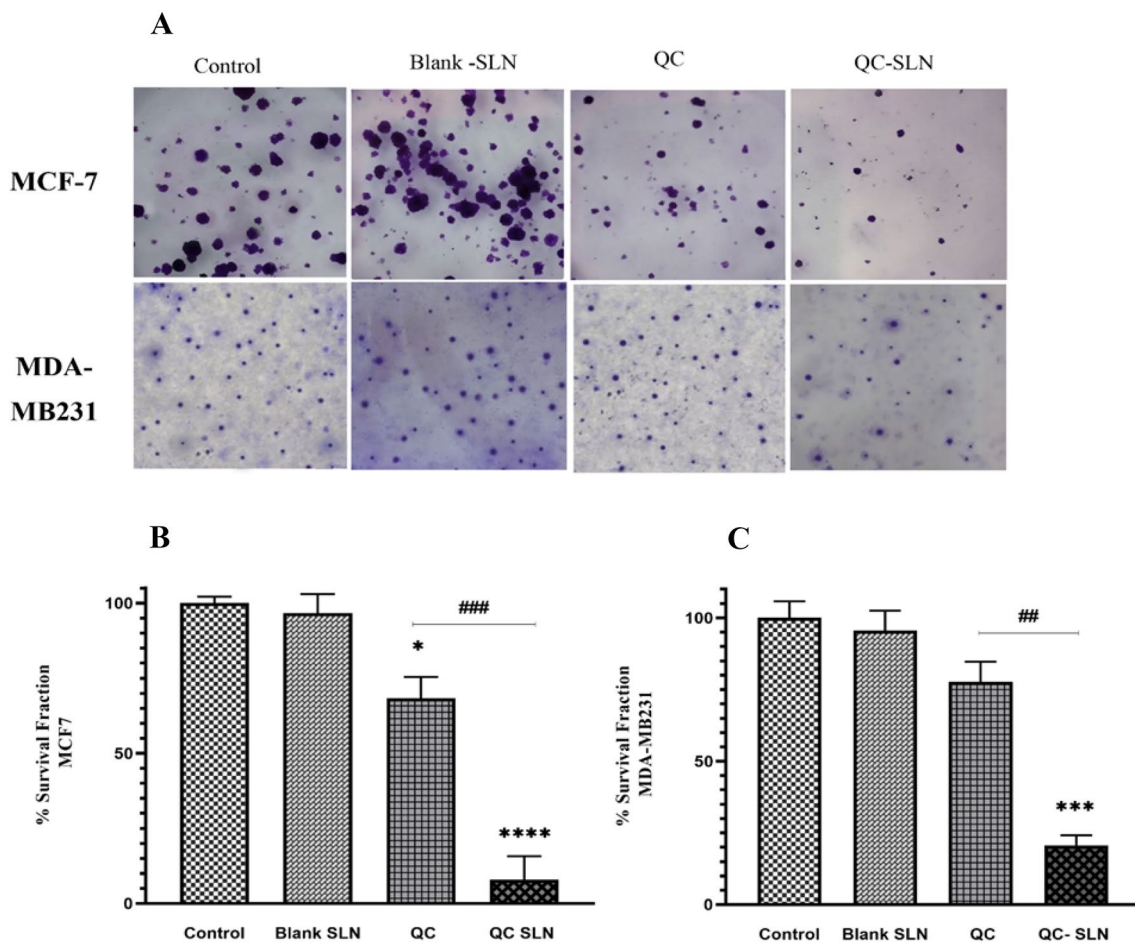 A
Control Blank -SLN QC QC-SLN
MCF-7
MDA-
MB231
B
% Survival Fraction
MCF7
100
50
0
*
###
****
Control Blank SLN QC QC SLN
C
% Survival Fraction
MDA-MB231
100
50
0
##
***
Control Blank SLN QC QC- SLN